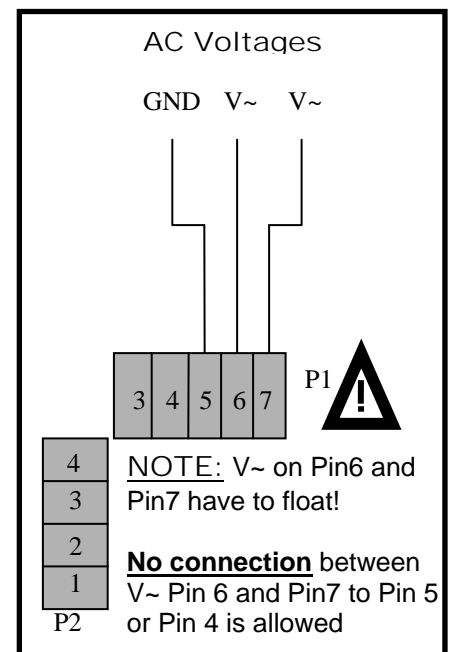 AC Voltages
GND V~ V~
3 4 5 6 7
P1
!
4
3
2
1
P2
NOTE: V~ on Pin6 and
Pin7 have to float!
No connection between
V~ Pin 6 and Pin7 to Pin 5
or Pin 4 is allowed